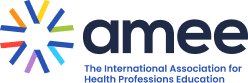 amee
The International Association for
Health Professions Education